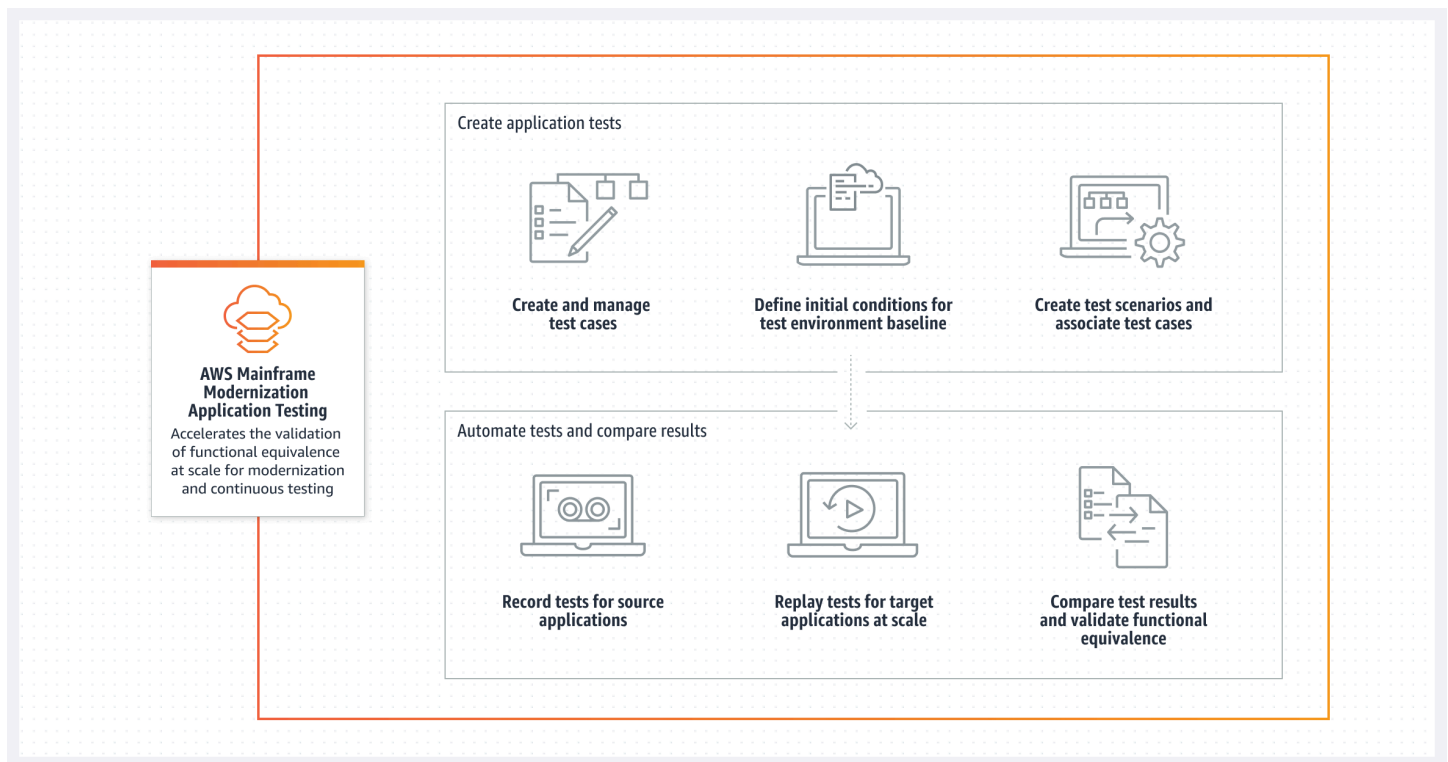 AWS Mainframe
Modernization
Application Testing
Accelerates the validation
of functional equivalence
at scale for modernization
and continuous testing
Create application tests
Create and manage
test cases
Define initial conditions for
test environment baseline
Create test scenarios and
associate test cases
Automate tests and compare results
Record tests for source
applications
Replay tests for target
applications at scale
Compare test results
and validate functional
equivalence